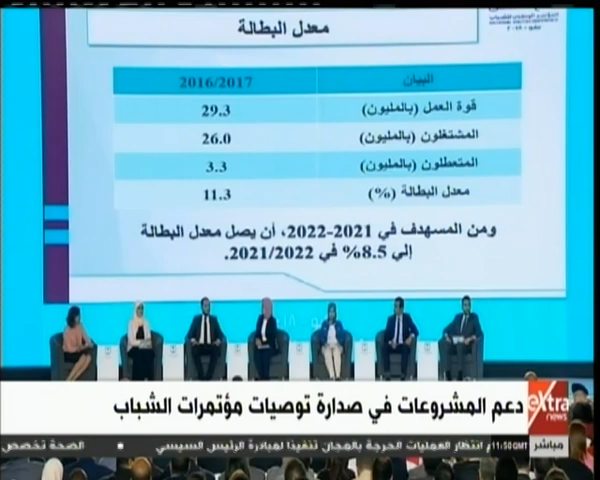 المؤتمر الوطني للشباب
معدل البطالة
البيان 2016/2017
قوة العمل (بالمليون) 29.3
المشتغلون (بالمليون) 26.0
المتعطلون (بالمليون) 3.3
معدل البطالة (%) 11.3
ومن المستهدف في 2021-2022، أن يصل معدل البطالة
إلي 8.5% في 2021/2022.
دعم المشروعات في صدارة توصيات مؤتمرات الشباب
eXtra
news
مباشر
11:50 GMT
انتظار العمليات الحرجة بالمجان تنفيذا لمبادرة الرئيس السيسي
الصحة تخصص